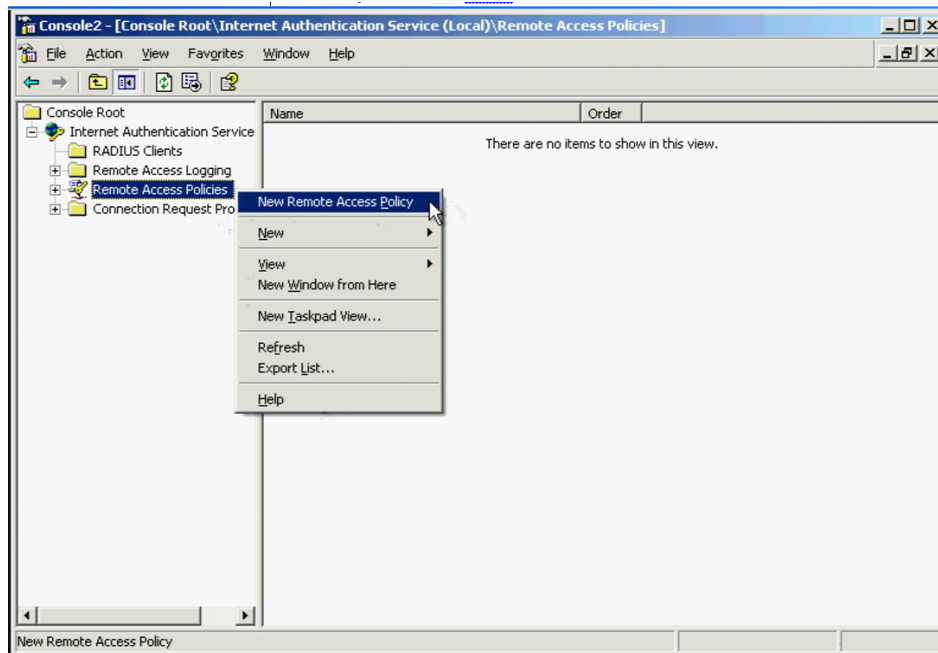 Console2 - [Console Root\Internet Authentication Service (Local)\Remote Access Policies]
File Action View Favorites Window Help
Console Root
Name Order
Internet Authentication Service
There are no items to show in this view.
RADIUS Clients
Remote Access Logging
Remote Access Policies
Connection Request Pro
New Remote Access Policy
New
View
New Window from Here
New Taskpad View...
Refresh
Export List...
Help
New Remote Access Policy